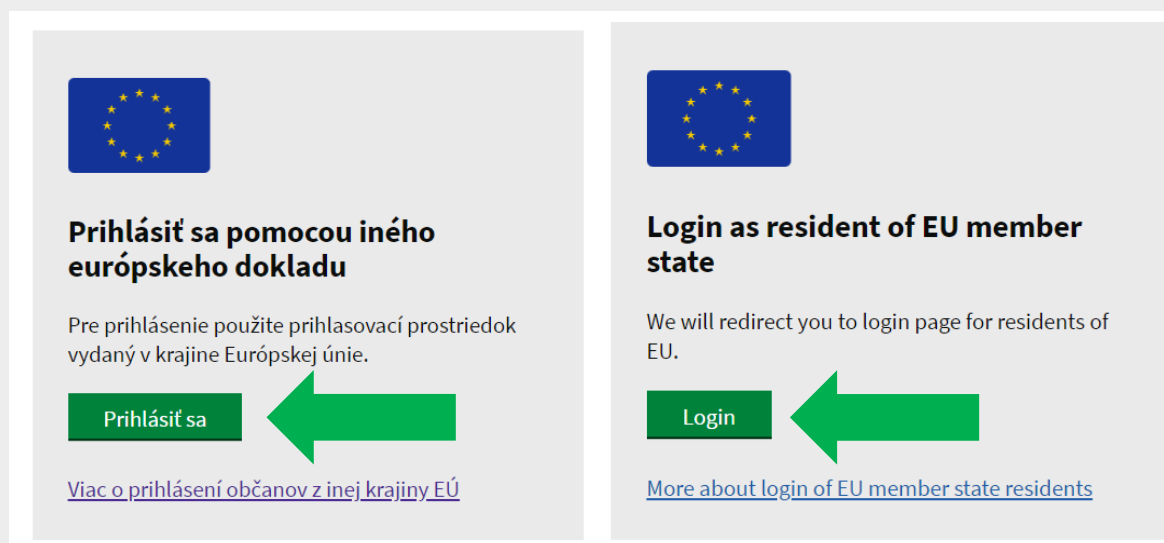 Prihlásiť sa pomocou iného
európskeho dokladu
Pre prihlásenie použite prihlasovací prostriedok
vydaný v krajine Európskej únie.
Prihlásiť sa
Viac o prihlásení občanov z inej krajiny EÚ
Login as resident of EU member
state
We will redirect you to login page for residents of
EU.
Login
More about login of EU member state residents